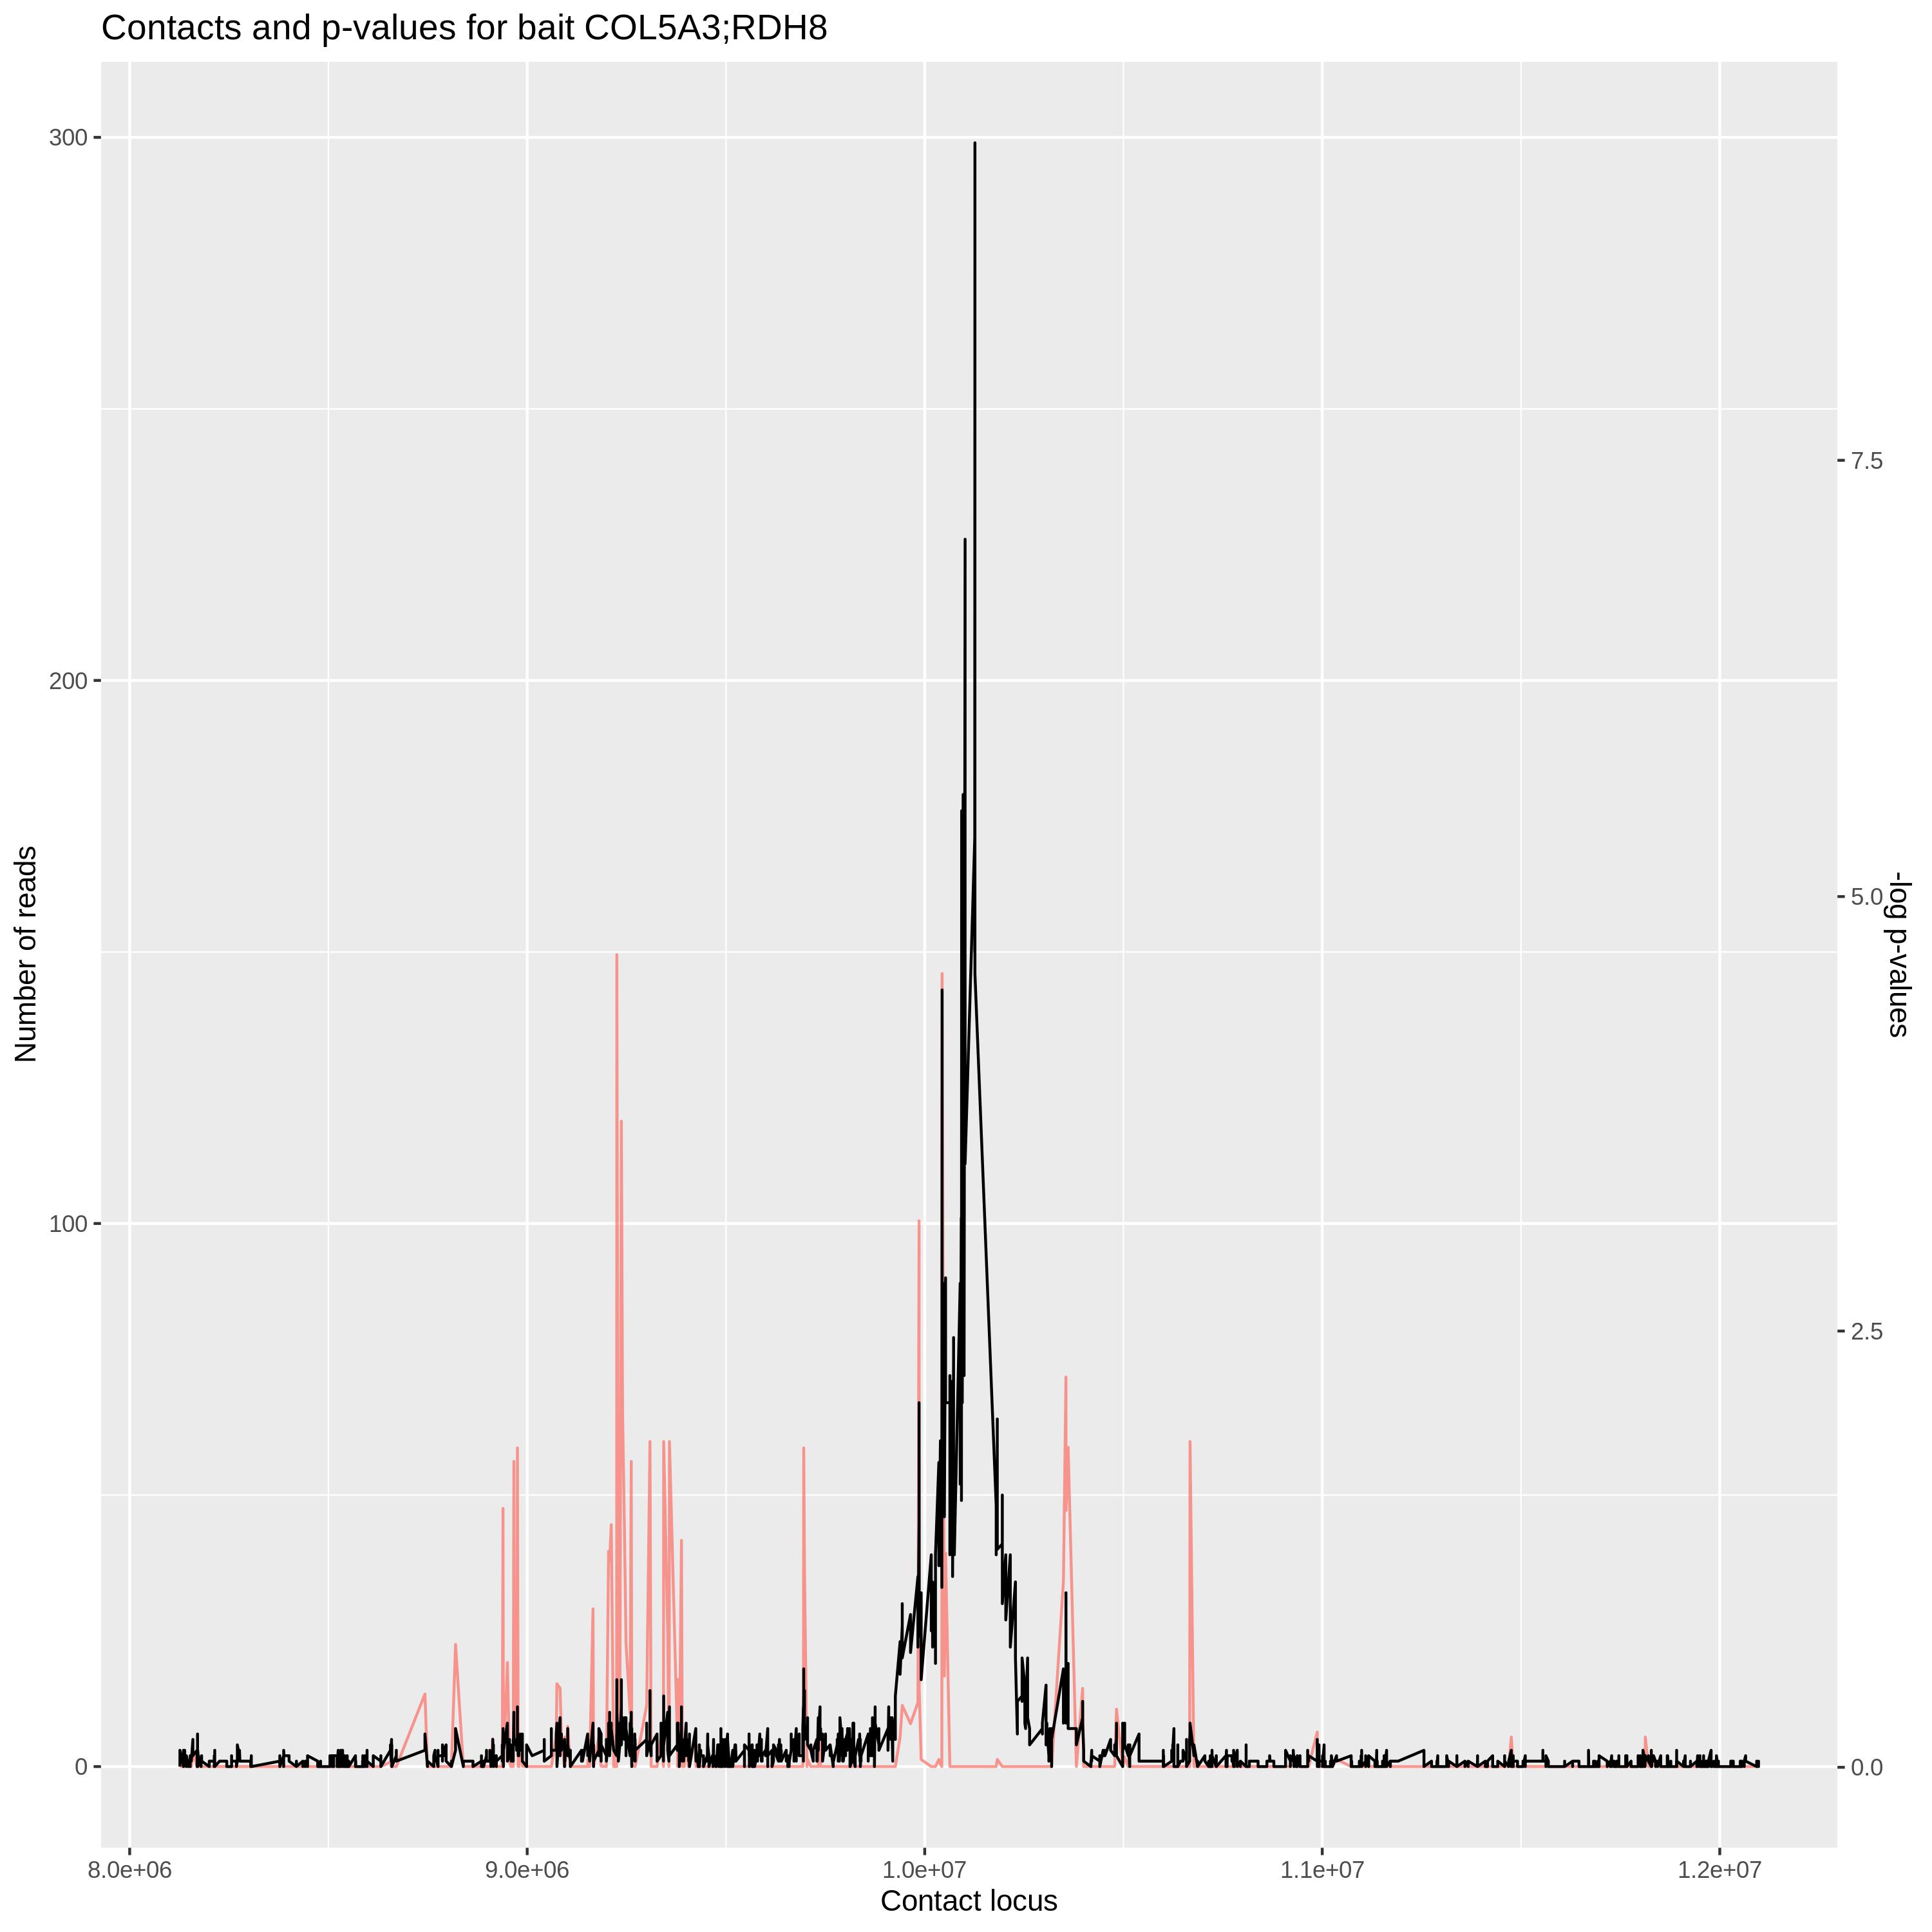 Contacts and p-values for bait COL5A3;RDH8
300
200
100
0
Number of reads
7.5
5.0
2.5
0.0
-log p-values
8.0e+06 9.0e+06 1.0e+07 1.1e+07 1.2e+07
Contact locus